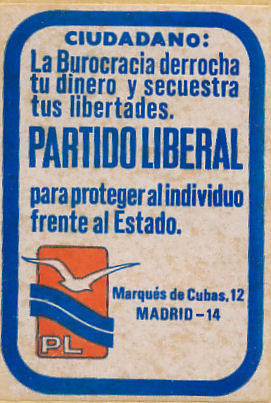 CIUDADANO:
La Burocracia derrocha
tu dinero y secuestra
tus libertades.
PARTIDO LIBERAL
para proteger al individuo
frente al Estado.
Marqués de Cubas, 12
MADRID - 14
PL